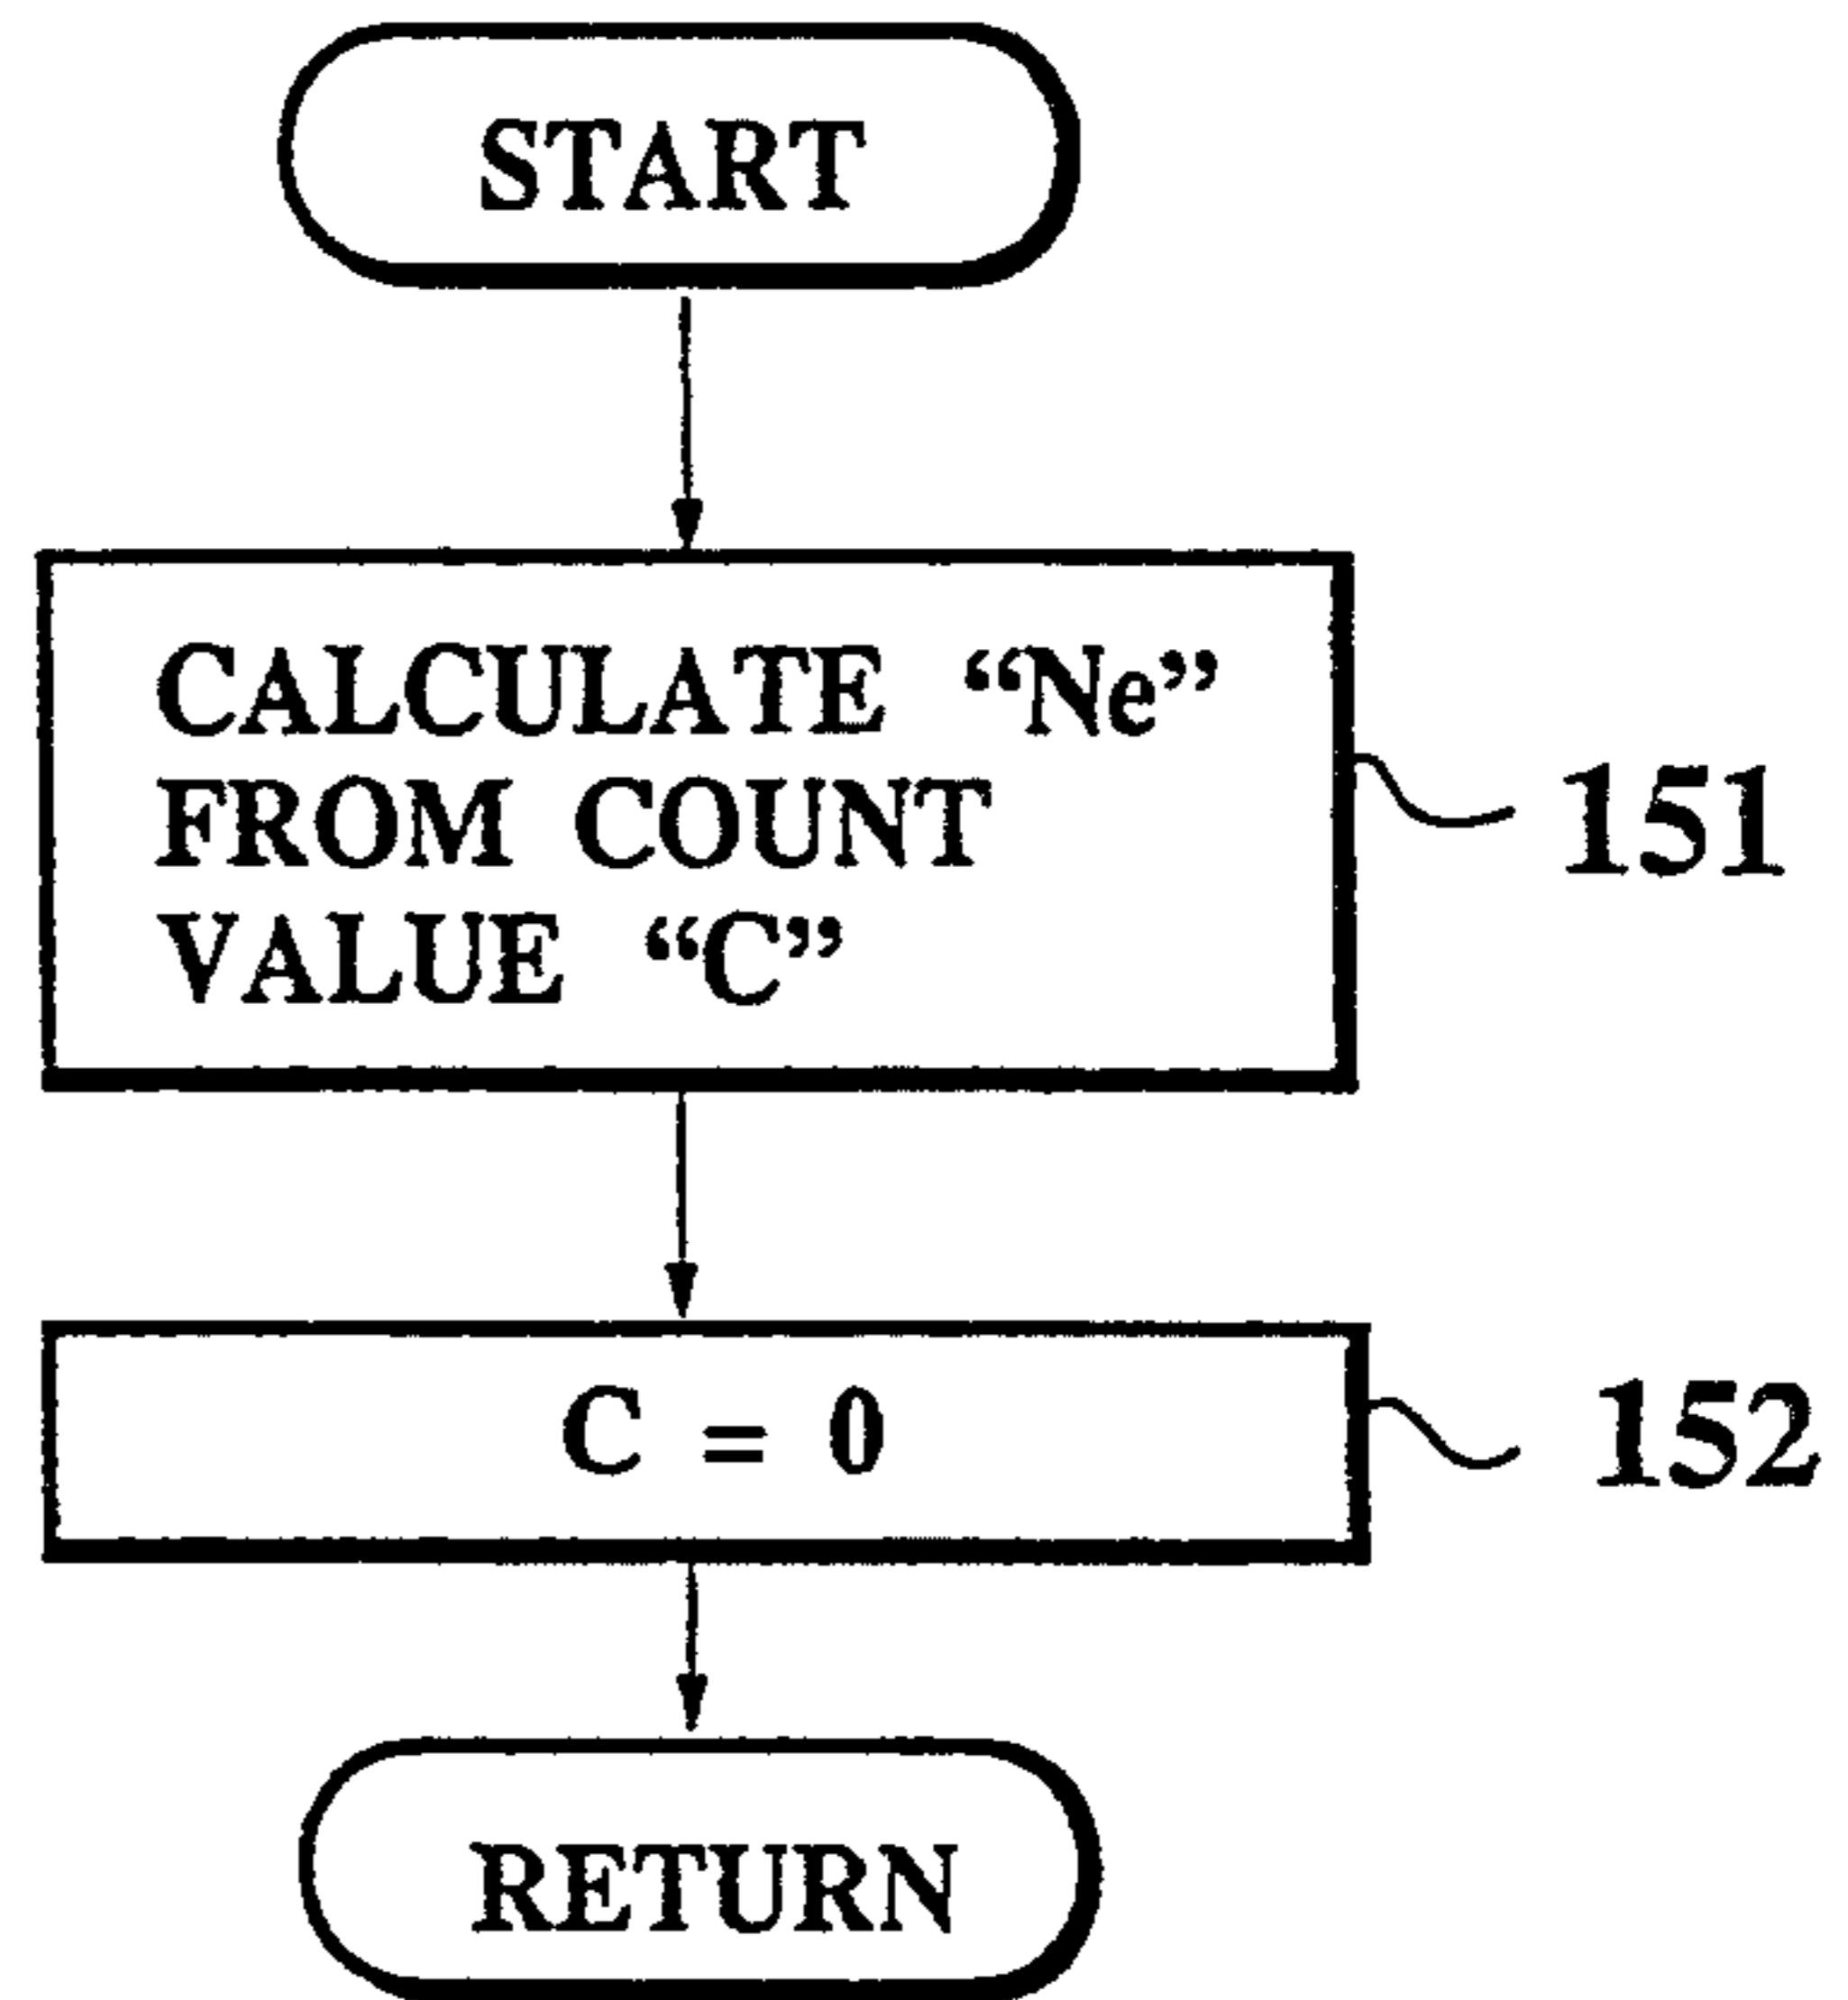 START
CALCULATE “Ne”
FROM COUNT
VALUE “C”
151
C = 0
152
RETURN